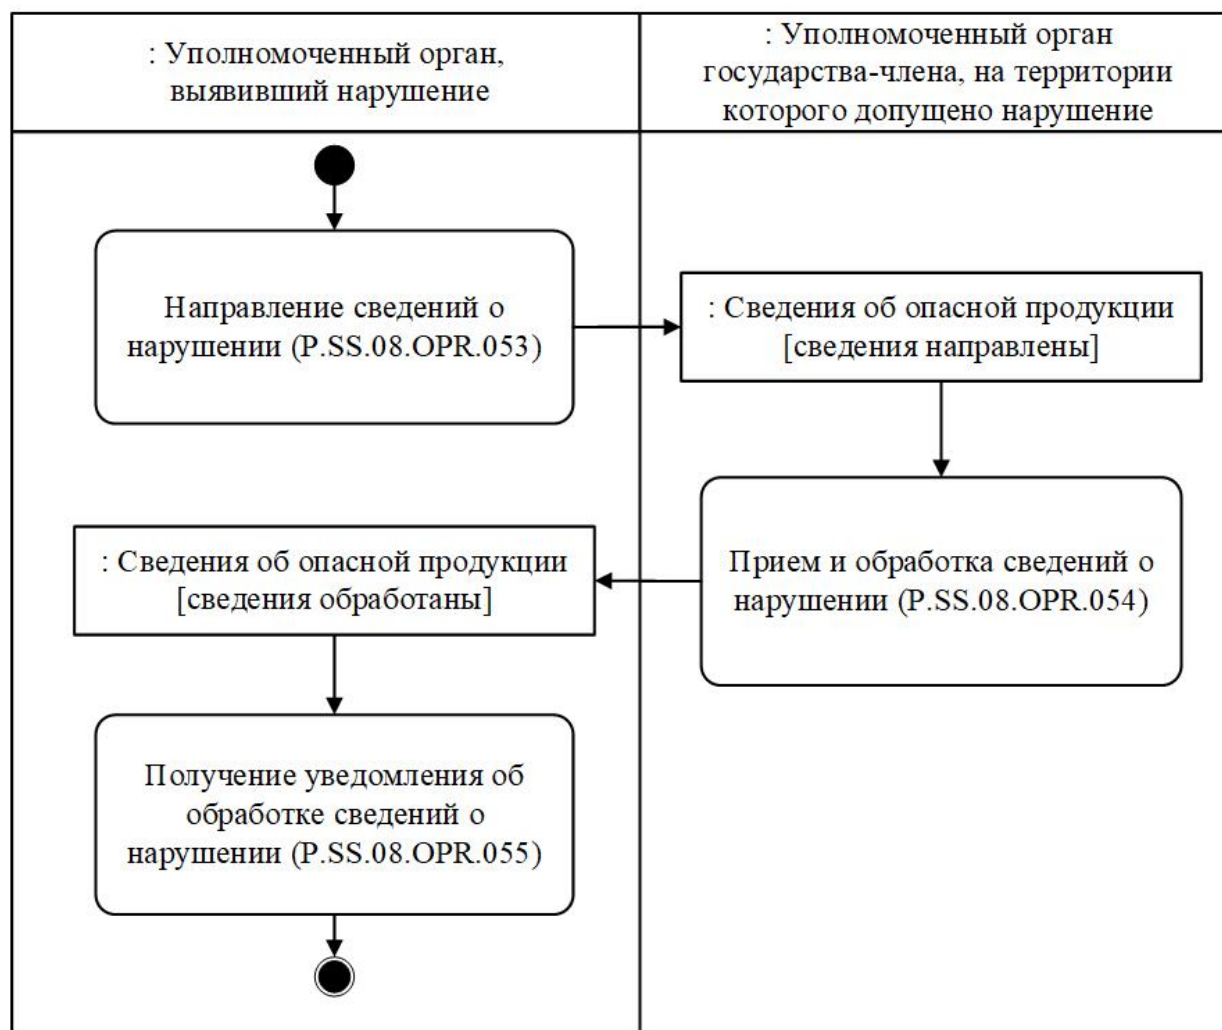 : Уполномоченный орган,
выявивший нарушение
: Уполномоченный орган
государства-члена, на территории
которого допущено нарушение
Направление сведений о
нарушении (P.SS.08.OPR.053)
: Сведения об опасной продукции
[сведения направлены]
Прием и обработка сведений о
нарушении (P.SS.08.OPR.054)
: Сведения об опасной продукции
[сведения обработаны]
Получение уведомления об
обработке сведений о
нарушении (P.SS.08.OPR.055)